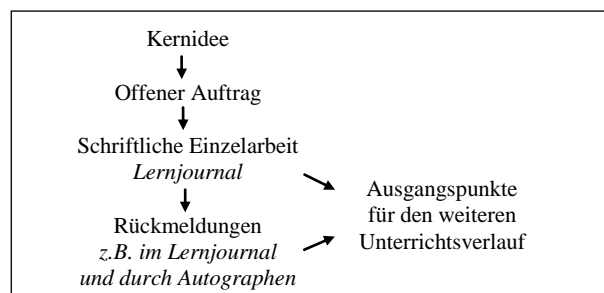 Kernidee
Offener Auftrag
Schriftliche Einzelarbeit
Lernjournal
Rückmeldungen
z.B. im Lernjournal
und durch Autographen
Ausgangspunkte
für den weiteren
Unterrichtsverlauf